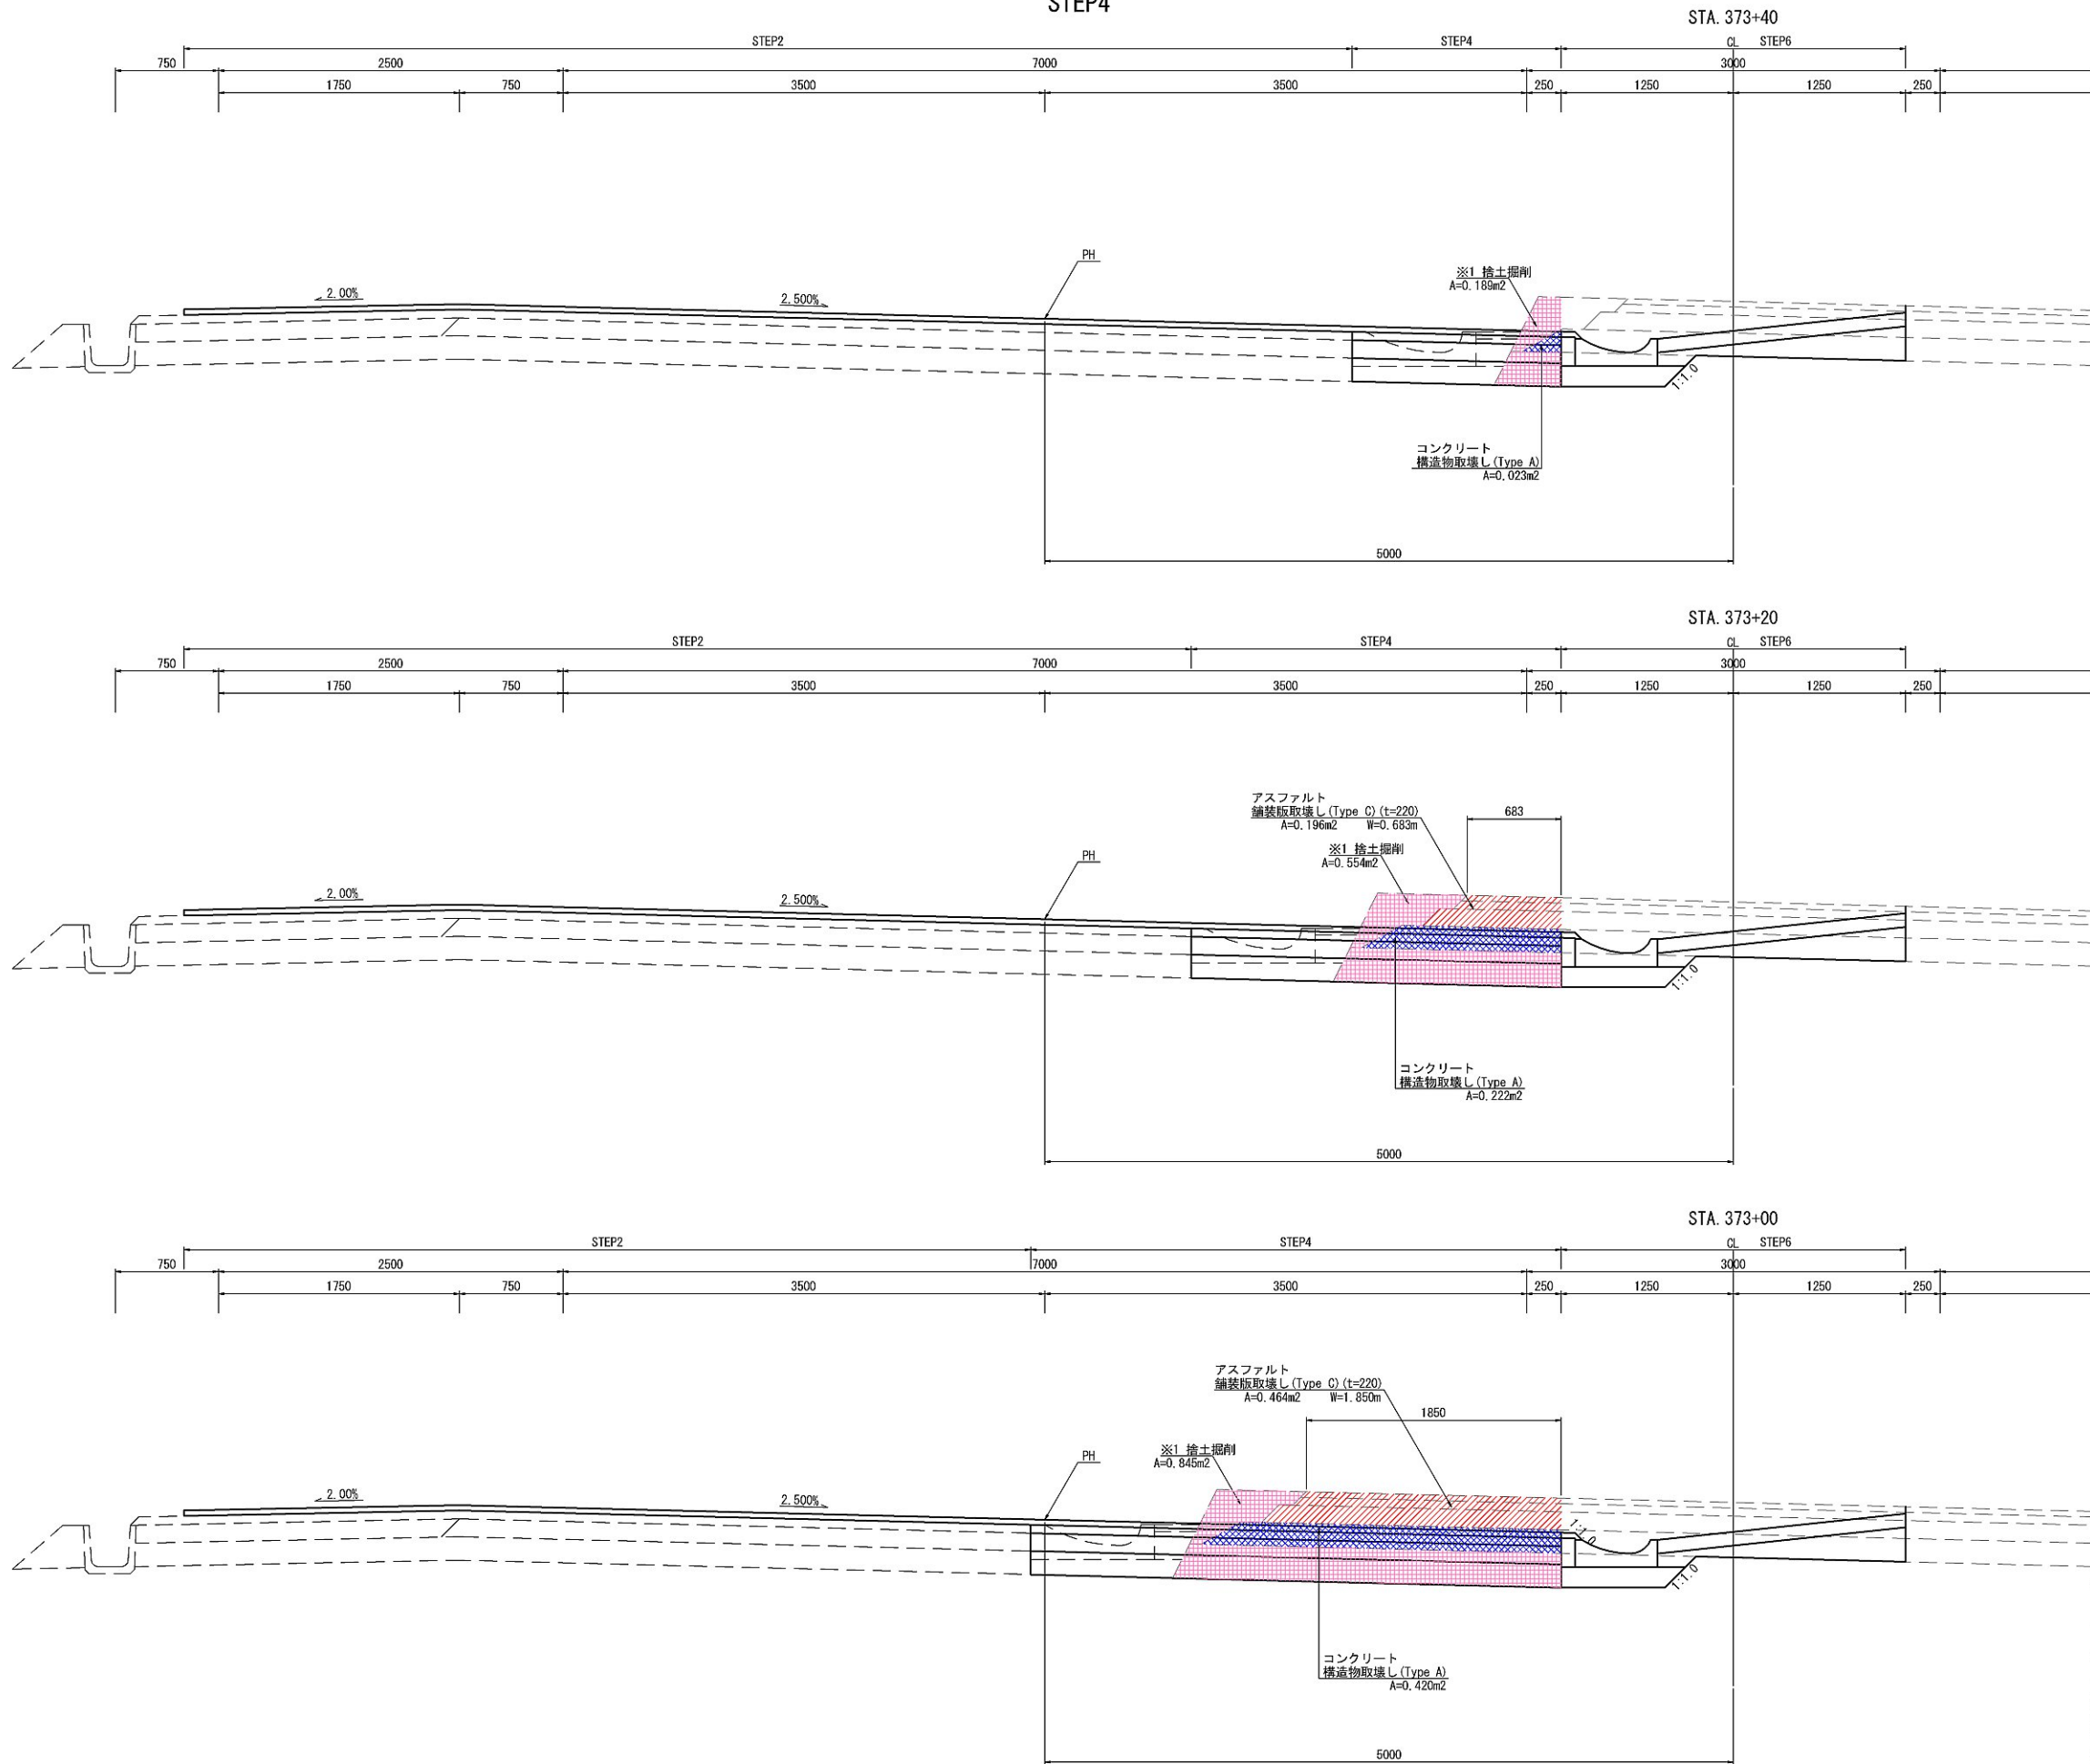 STEP4
STA. 373+40
STEP2 STEP4 CL STEP6
750 2500 7000 3000
1750 750 3500 3500 250 1250 1250 250
PH
※1 捨土掘削
A=0.189m2
2.00%
2.500%
1:1.0
コンクリート
構造物取壊し(Type A)
A=0.023m2
5000
STA. 373+20
STEP2 STEP4 CL STEP6
750 2500 7000 3000
1750 750 3500 3500 250 1250 1250 250
アスファルト
舗装版取壊し(Type C)(t=220)
A=0.196m2 W=0.683m
683
※1 捨土掘削
A=0.554m2
PH
2.00%
2.500%
1:1.0
コンクリート
構造物取壊し(Type A)
A=0.222m2
5000
STA. 373+00
STEP2 STEP4 CL STEP6
750 2500 7000 3000
1750 750 3500 3500 250 1250 1250 250
アスファルト
舗装版取壊し(Type C)(t=220)
A=0.464m2 W=1.850m
1850
※1 捨土掘削
A=0.845m2
PH
2.00%
2.500%
1:1.0
1:1.0
コンクリート
構造物取壊し(Type A)
A=0.420m2
5000